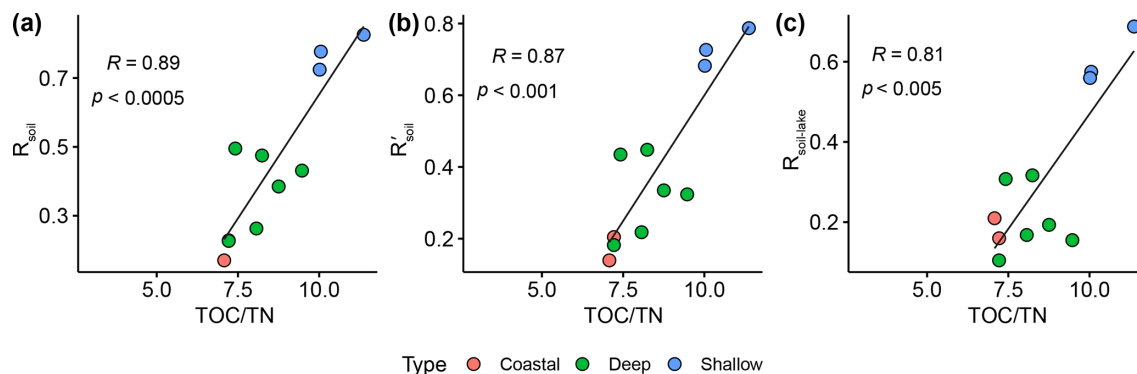 (a)
R = 0.89
p < 0.0005
R_soil
0.7
0.5
0.3
5.0 7.5 10.0
TOC/TN
(b)
R = 0.87
p < 0.001
R′_soil
0.8
0.6
0.4
0.2
5.0 7.5 10.0
TOC/TN
(c)
R = 0.81
p < 0.005
R_soil-lake
0.6
0.4
0.2
5.0 7.5 10.0
TOC/TN
Type Coastal Deep Shallow